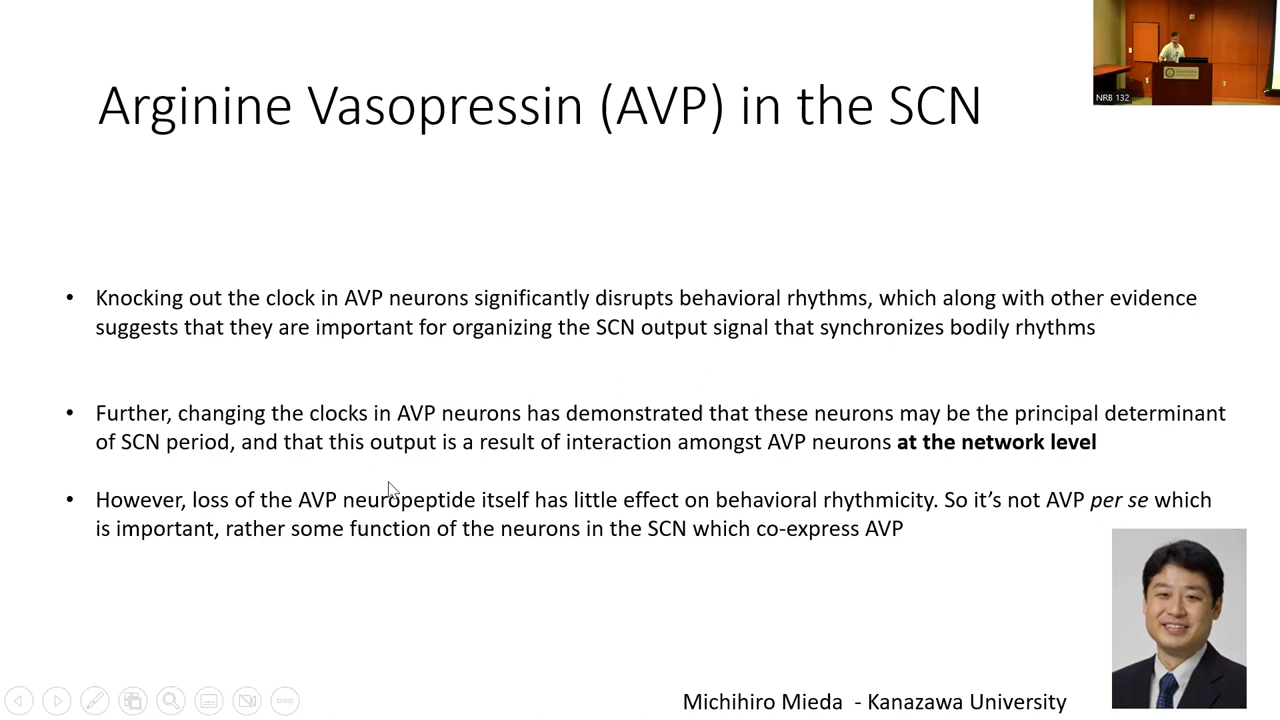 Arginine Vasopressin (AVP) in the SCN
NRB 132
• Knocking out the clock in AVP neurons significantly disrupts behavioral rhythms, which along with other evidence
suggests that they are important for organizing the SCN output signal that synchronizes bodily rhythms
• Further, changing the clocks in AVP neurons has demonstrated that these neurons may be the principal determinant
of SCN period, and that this output is a result of interaction amongst AVP neurons at the network level
• However, loss of the AVP neuropeptide itself has little effect on behavioral rhythmicity. So it’s not AVP per se which
is important, rather some function of the neurons in the SCN which co-express AVP
Michihiro Mieda - Kanazawa University